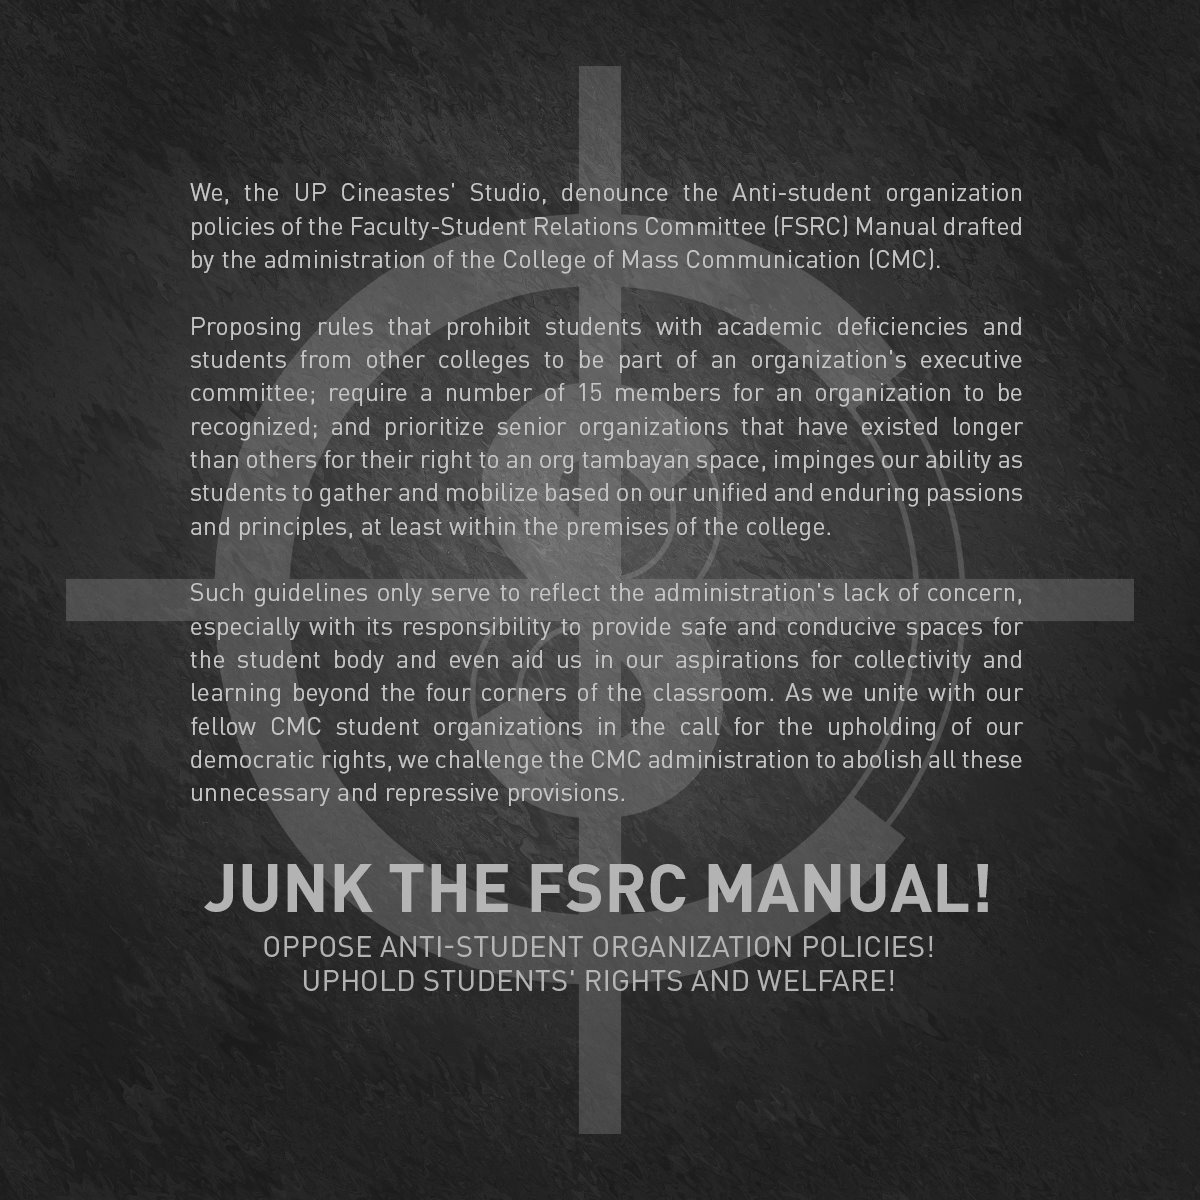 We, the UP Cineastes' Studio, denounce the Anti-student organization
policies of the Faculty-Student Relations Committee (FSRC) Manual drafted
by the administration of the College of Mass Communication (CMC).
Proposing rules that prohibit students with academic deficiencies and
students from other colleges to be part of an organization's executive
committee; require a number of 15 members for an organization to be
recognized; and prioritize senior organizations that have existed longer
than others for their right to an org tambayan space, impinges our ability as
students to gather and mobilize based on our unified and enduring passions
and principles, at least within the premises of the college.
Such guidelines only serve to reflect the administration's lack of concern,
especially with its responsibility to provide safe and conducive spaces for
the student body and even aid us in our aspirations for collectivity and
learning beyond the four corners of the classroom. As we unite with our
fellow CMC student organizations in the call for the upholding of our
democratic rights, we challenge the CMC administration to abolish all these
unnecessary and repressive provisions.
JUNK THE FSRC MANUAL!
OPPOSE ANTI-STUDENT ORGANIZATION POLICIES!
UPHOLD STUDENTS' RIGHTS AND WELFARE!